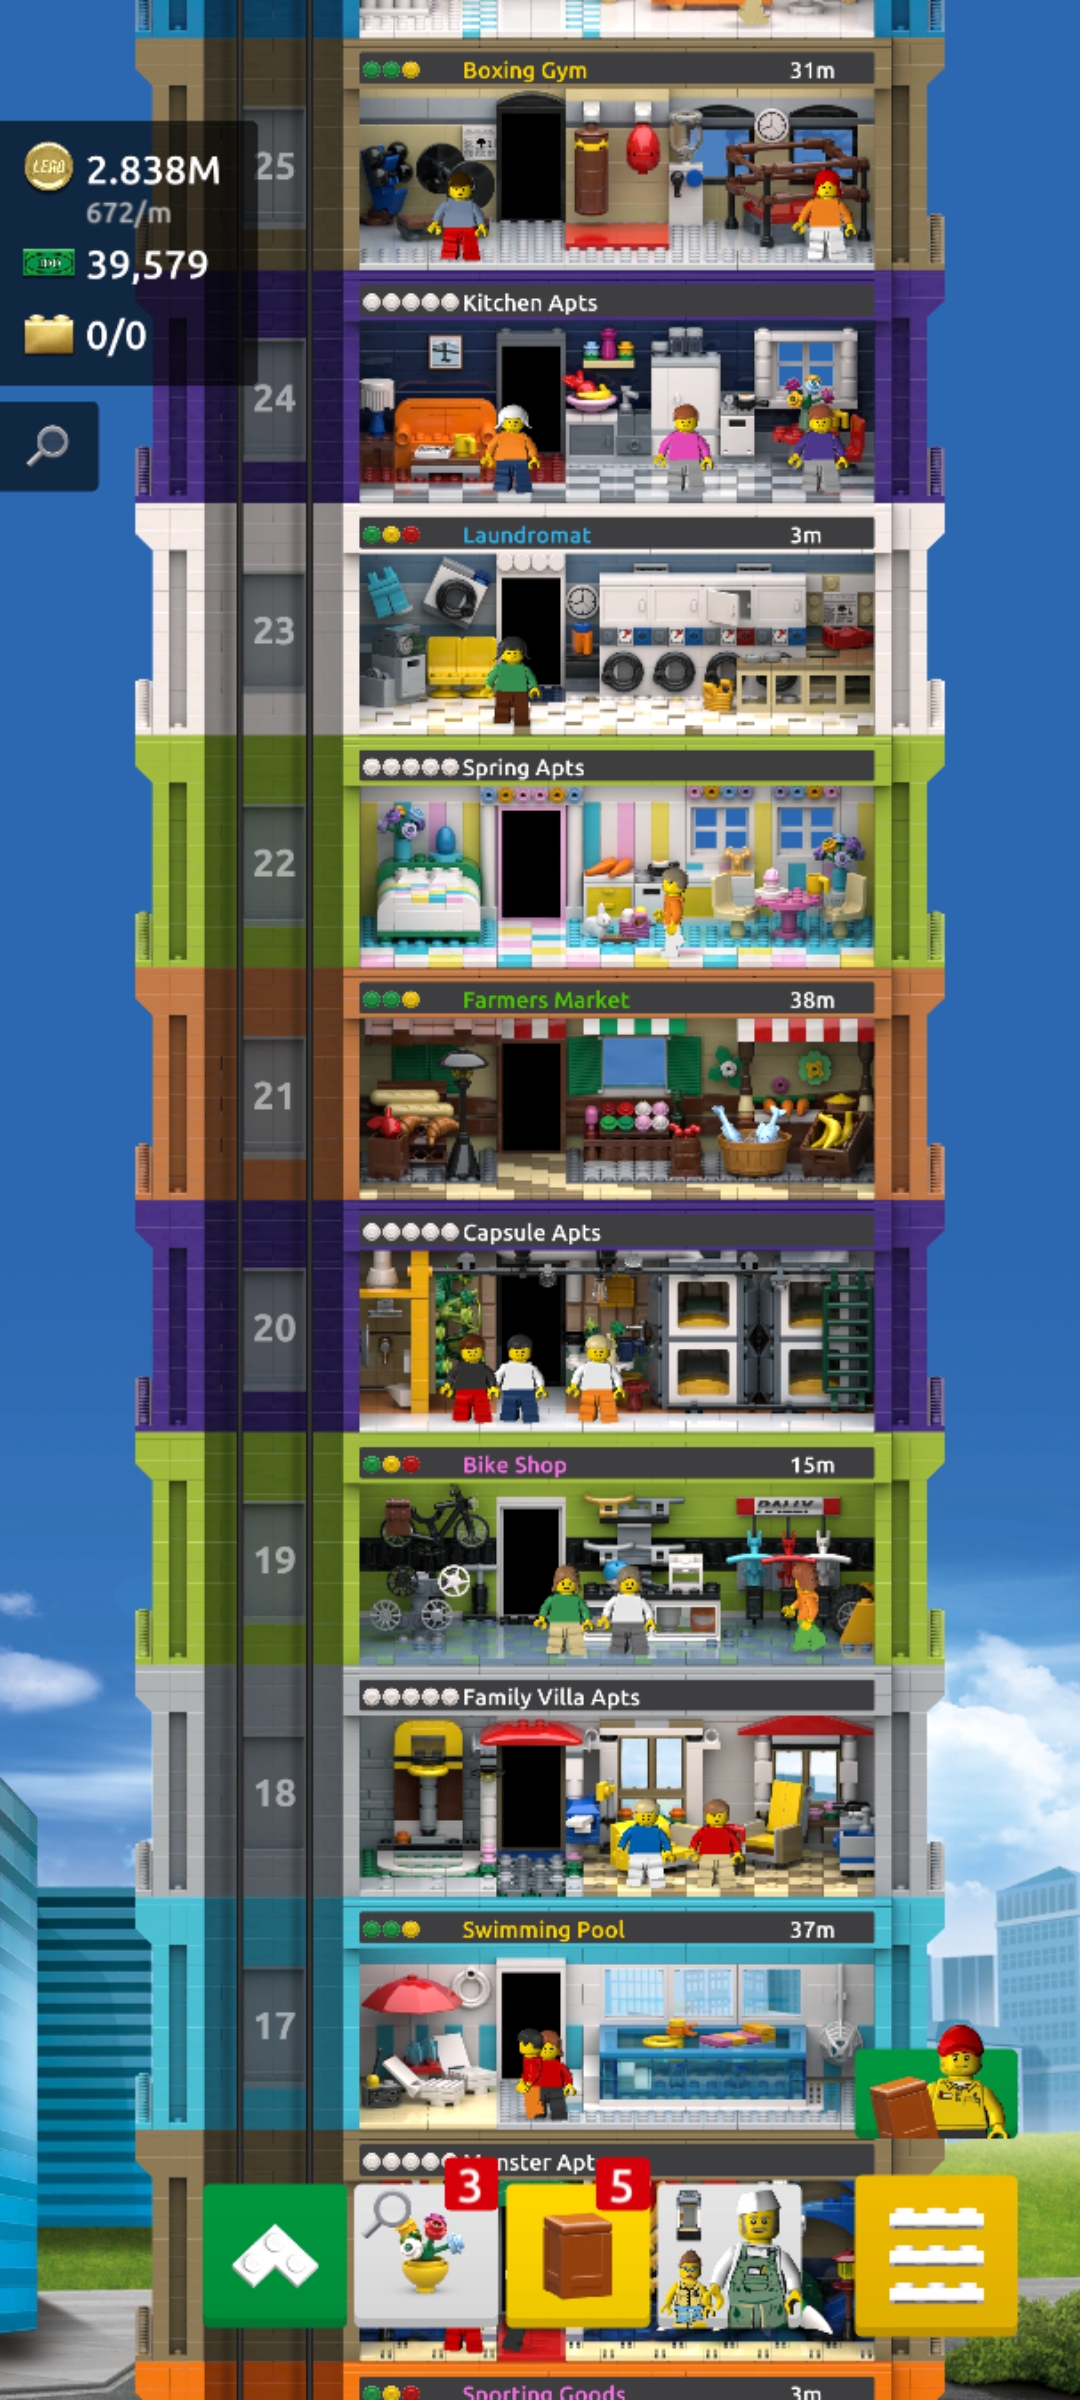 Boxing Gym 31m
25
LEGO 2.838M
672/m
39,579
0/0
Kitchen Apts
24
Laundromat 3m
23
Spring Apts
22
Farmers Market 38m
21
Capsule Apts
20
Bike Shop 15m
RALLY
19
Family Villa Apts
18
Swimming Pool 37m
17
3
5
Sporting Goods 3m